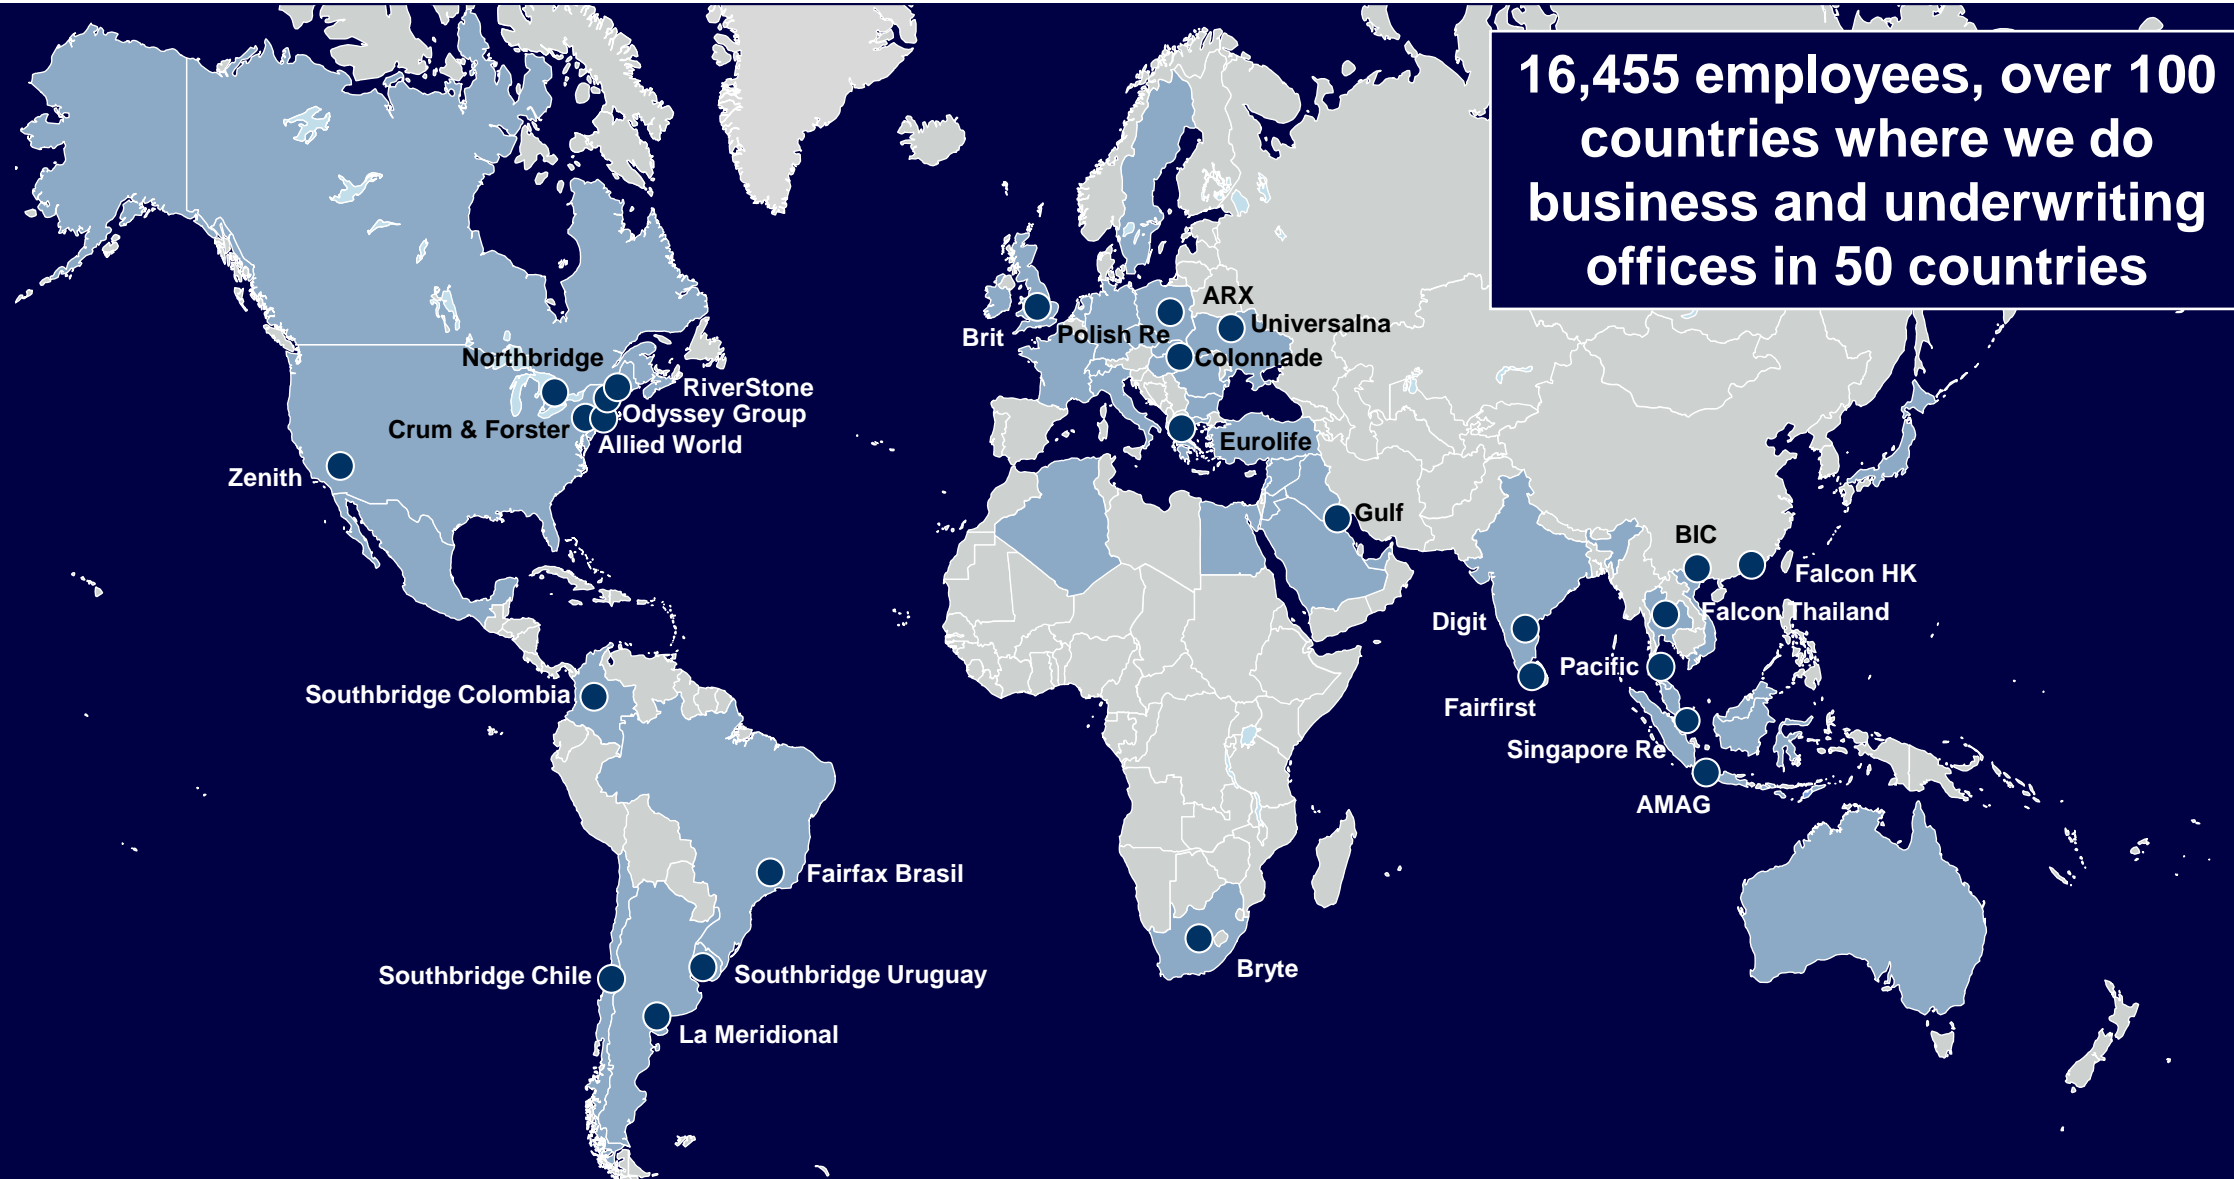 16,455 employees, over 100
countries where we do
business and underwriting
offices in 50 countries
ARX
Brit
Polish Re
Universalna
Colonnade
Northbridge
RiverStone
Odyssey Group
Crum & Forster
Allied World
Eurolife
Zenith
Gulf
BIC
Falcon HK
Falcon Thailand
Digit
Pacific
Southbridge Colombia
Fairfirst
Singapore Re
AMAG
Fairfax Brasil
Southbridge Chile
Southbridge Uruguay
Bryte
La Meridional